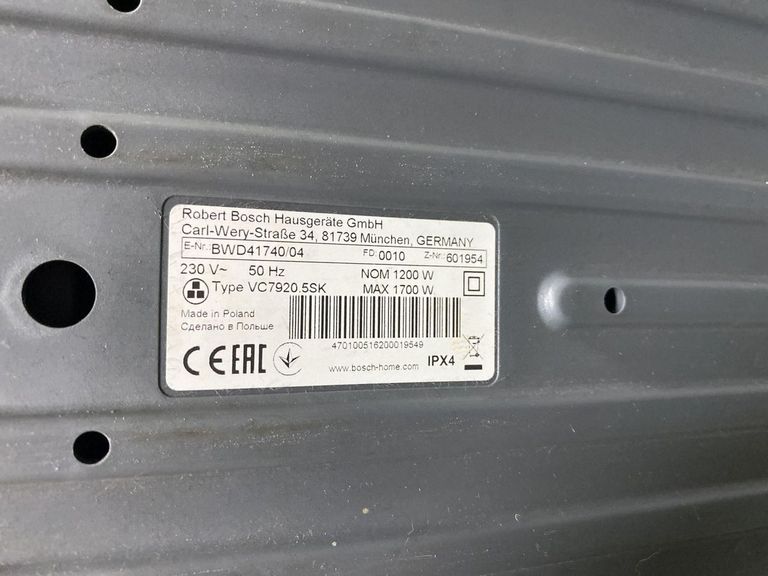 Robert Bosch Hausgeräte GmbH
Carl-Wery-Straße 34, 81739 München, GERMANY
E-Nr.: BWD41740/04 FD: 0010 Z-Nr.: 601954
230 V~ 50 Hz NOM 1200 W
Type VC7920.5SK MAX 1700 W
Made in Poland
Сделано в Польше
470100516200019549
CE EAC www.bosch-home.com IPX4